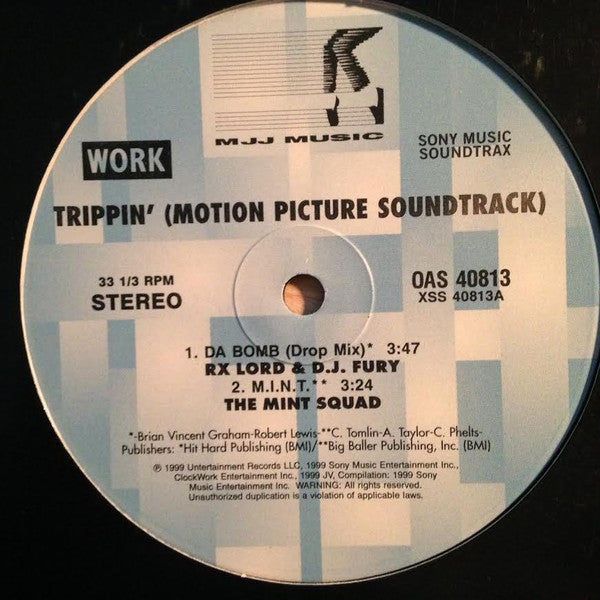 MJJ MUSIC
WORK
SONY MUSIC
SOUNDTRAX
TRIPPIN' (MOTION PICTURE SOUNDTRACK)
33 1/3 RPM
STEREO
OAS 40813
XSS 40813A
1. DA BOMB (Drop Mix)* 3:47
RX LORD & D.J. FURY
2. M.I.N.T.** 3:24
THE MINT SQUAD
*-Brian Vincent Graham-Robert Lewis-**C. Tomlin-A. Taylor-C. Phelts-
Publishers: *Hit Hard Publishing (BMI)/**Big Baller Publishing, Inc. (BMI)
℗ 1999 Untertainment Records LLC, 1999 Sony Music Entertainment Inc.,
ClockWork Entertainment Inc., 1999 JV, Compilation: 1999 Sony
Music Entertainment Inc. WARNING: All rights reserved.
Unauthorized duplication is a violation of applicable laws.